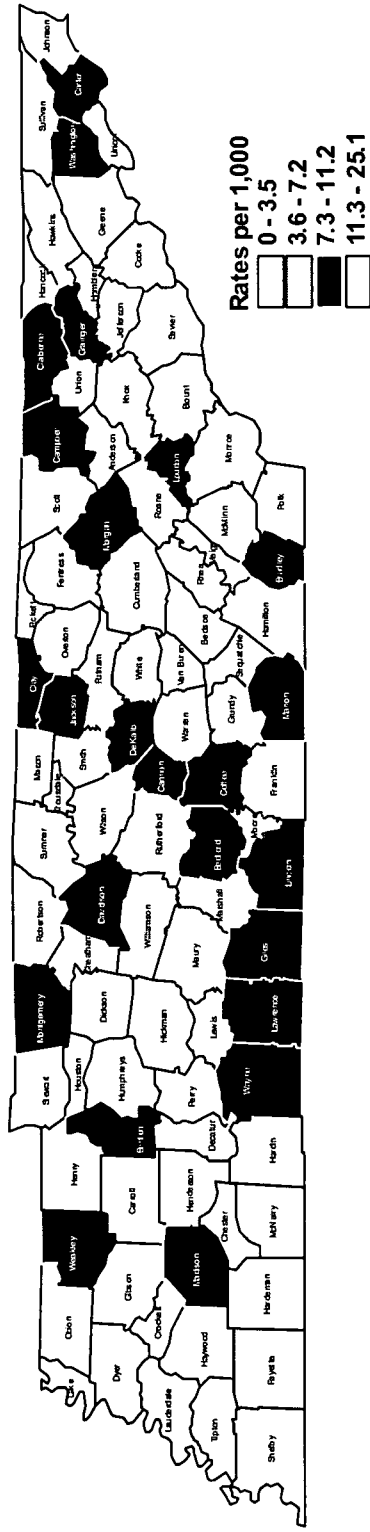 Lake
Obion
Weakley
Henry
Stewart
Montgomery
Robertson
Sumner
Macon
Trousdale
Clay
Pickett
Jackson
Overton
Fentress
Scott
Campbell
Claiborne
Hancock
Hawkins
Sullivan
Johnson
Carter
Washington
Unicoi
Greene
Hamblen
Grainger
Union
Jefferson
Cocke
Sevier
Knox
Anderson
Morgan
Blount
Loudon
Roane
Monroe
Cumberland
Putnam
White
Smith
De Kalb
Wilson
Davidson
Cheatham
Dickson
Houston
Humphreys
Benton
Carroll
Gibson
Dyer
Crockett
Lauderdale
Haywood
Tipton
Madison
Henderson
Chester
Decatur
Perry
Hickman
Lewis
Williamson
Maury
Rutherford
Marshall
Bedford
Cannon
Coffee
Warren
Van Buren
Bledsoe
Rhea
Meigs
McMinn
Sequatchie
Grundy
Moore
Shelby
Fayette
Hardeman
McNairy
Hardin
Wayne
Lawrence
Giles
Lincoln
Franklin
Marion
Hamilton
Bradley
Polk
Rates per 1,000
0 - 3.5
3.6 - 7.2
7.3 - 11.2
11.3 - 25.1